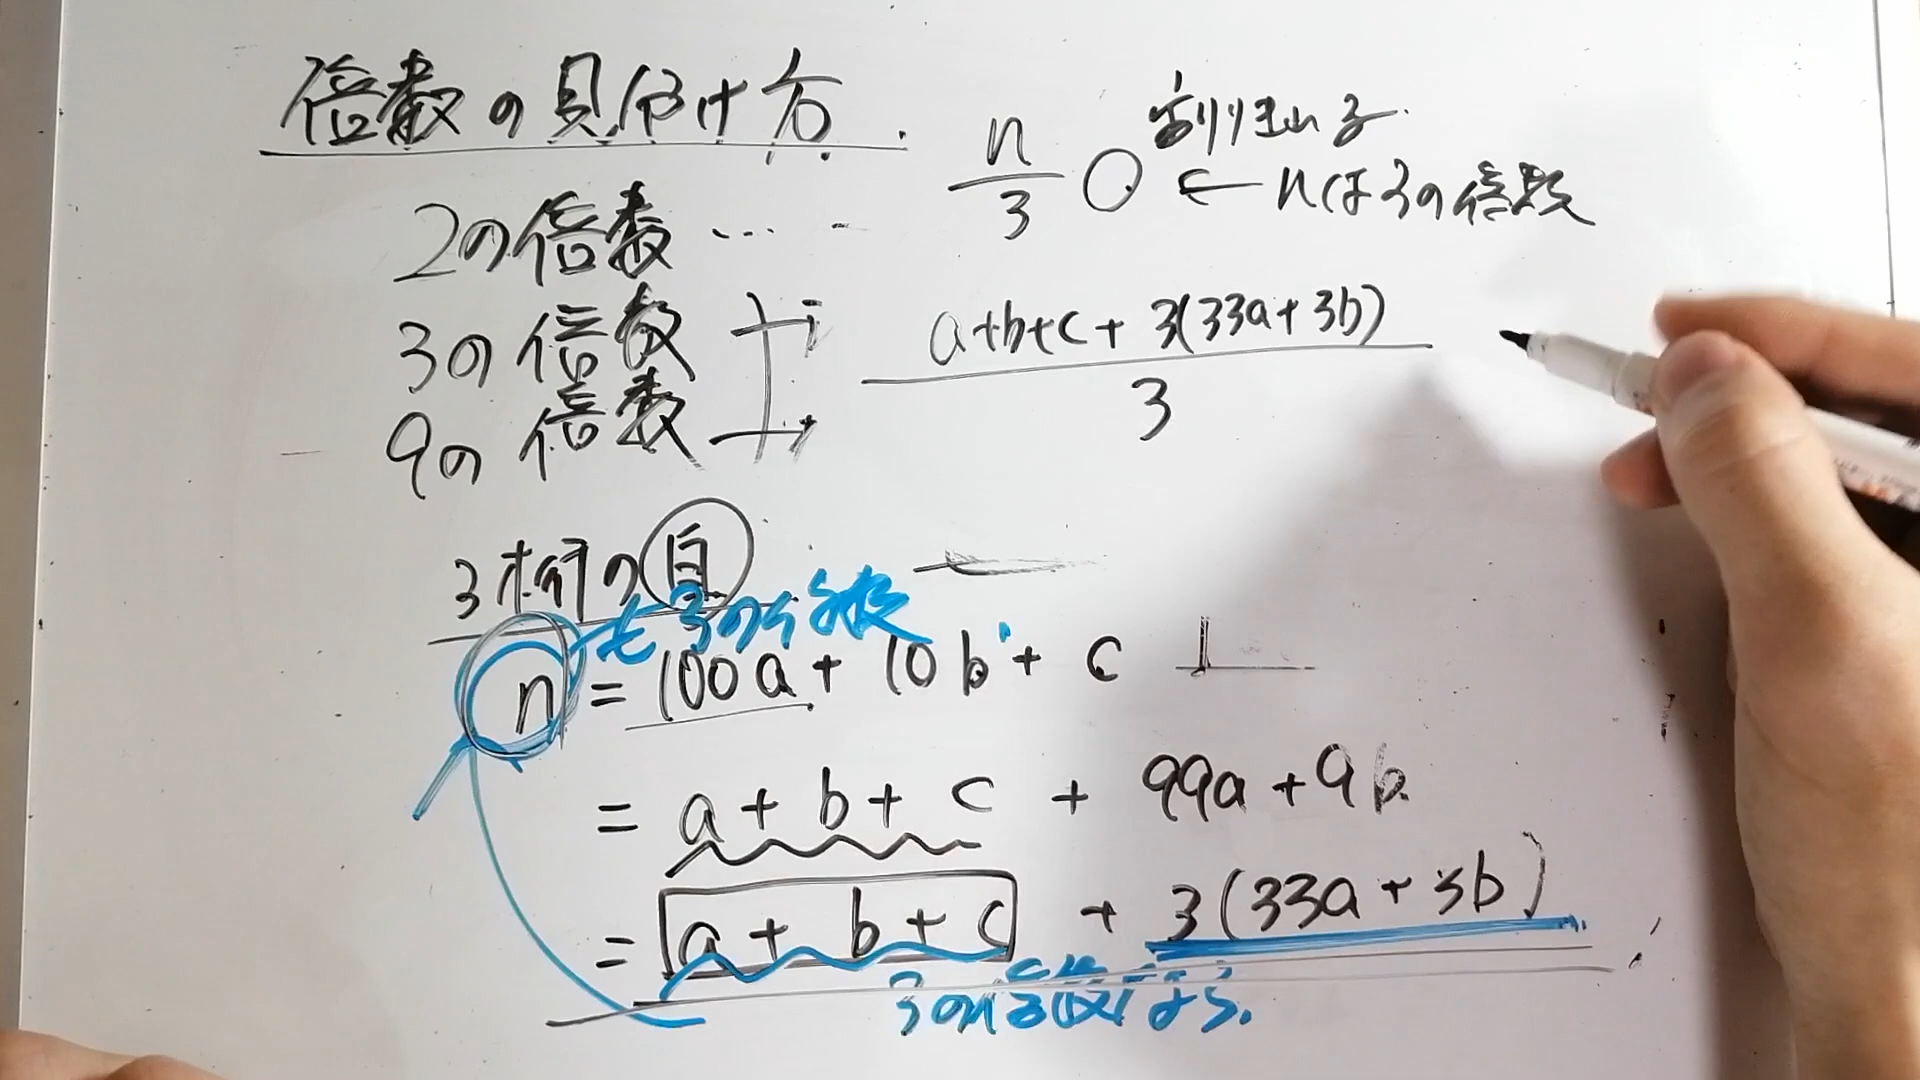 倍数の見分け方.
2の倍数 ...
3の倍数
9の倍数
n/3 ○ 割り切れる
← nは3の倍数
(a+b+c+3(33a+3b))/3
3桁の自
も3の倍数
n = 100a + 10b + c
= a + b + c + 99a + 9b
= a + b + c + 3(33a + 3b)
3の倍数なら.